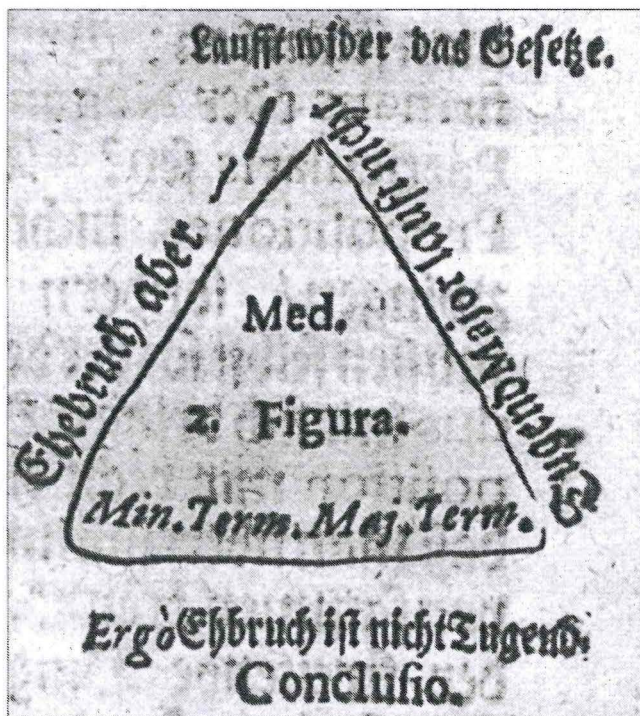 Laufft wider das Gesetze.
Ehebruch aber
Tugend Major laufft nicht
Med.
2. Figura.
Min. Term. Maj. Term.
Ergò Ehbruch ist nicht Tugend.
Conclusio.